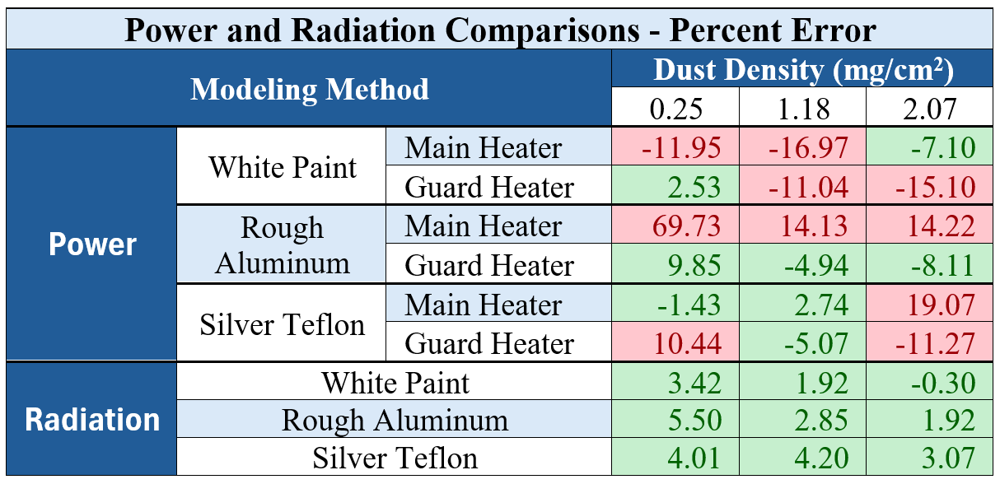 Power and Radiation Comparisons - Percent Error
Modeling Method
Dust Density (mg/cm²)
0.25 1.18 2.07
Power
White Paint
Main Heater -11.95 -16.97 -7.10
Guard Heater 2.53 -11.04 -15.10
Rough
Aluminum
Main Heater 69.73 14.13 14.22
Guard Heater 9.85 -4.94 -8.11
Silver Teflon
Main Heater -1.43 2.74 19.07
Guard Heater 10.44 -5.07 -11.27
Radiation
White Paint 3.42 1.92 -0.30
Rough Aluminum 5.50 2.85 1.92
Silver Teflon 4.01 4.20 3.07